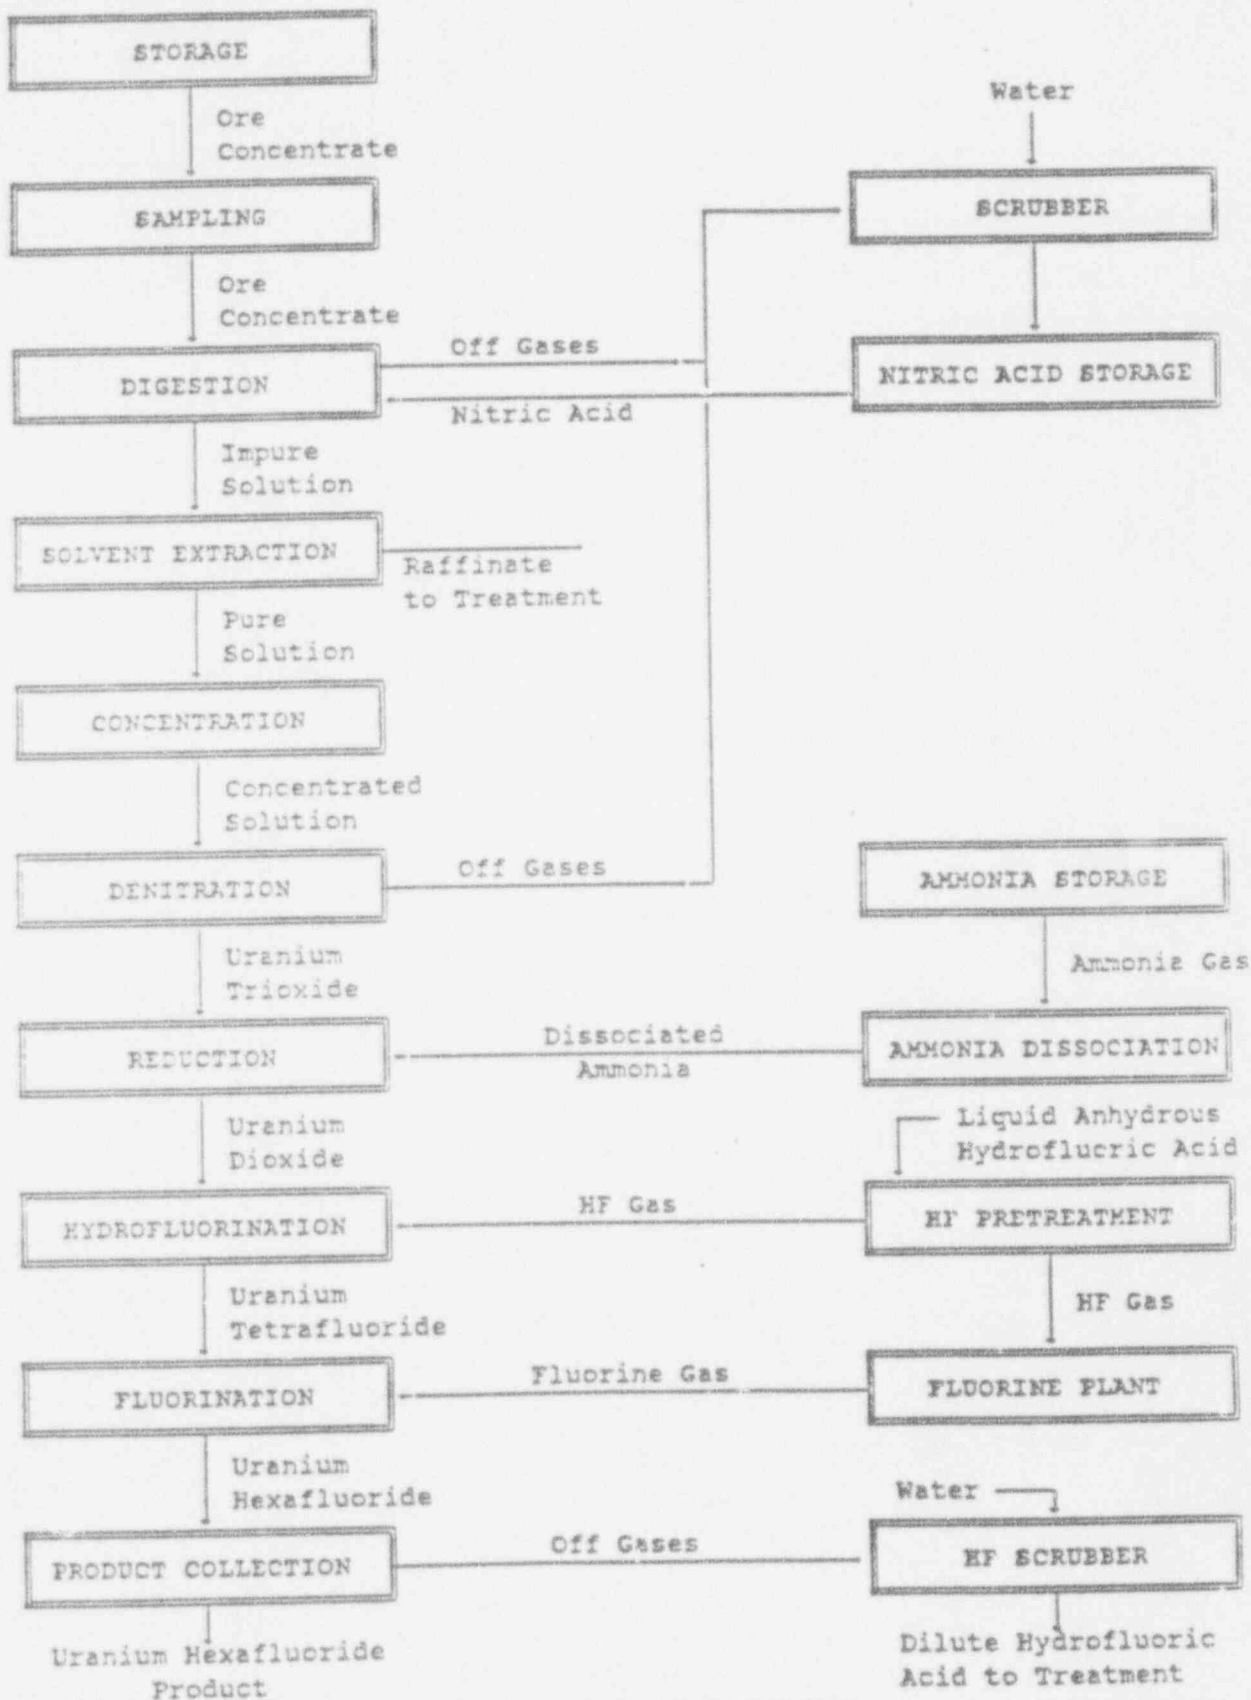 STORAGE
Ore
Concentrate
SAMPLING
Ore
Concentrate
DIGESTION
Off Gases
Nitric Acid
Water
SCRUBBER
NITRIC ACID STORAGE
Impure
Solution
SOLVENT EXTRACTION
Raffinate
to Treatment
Pure
Solution
CONCENTRATION
Concentrated
Solution
DENITRATION
Off Gases
AMMONIA STORAGE
Ammonia Gas
Uranium
Trioxide
REDUCTION
Dissociated
Ammonia
AMMONIA DISSOCIATION
Uranium
Dioxide
Liquid Anhydrous
Hydrofluoric Acid
HYDROFLUORINATION
HF Gas
HF PRETREATMENT
Uranium
Tetrafluoride
HF Gas
FLUORINATION
Fluorine Gas
FLUORINE PLANT
Uranium
Hexafluoride
Water
PRODUCT COLLECTION
Off Gases
HF SCRUBBER
Uranium Hexafluoride
Product
Dilute Hydrofluoric
Acid to Treatment